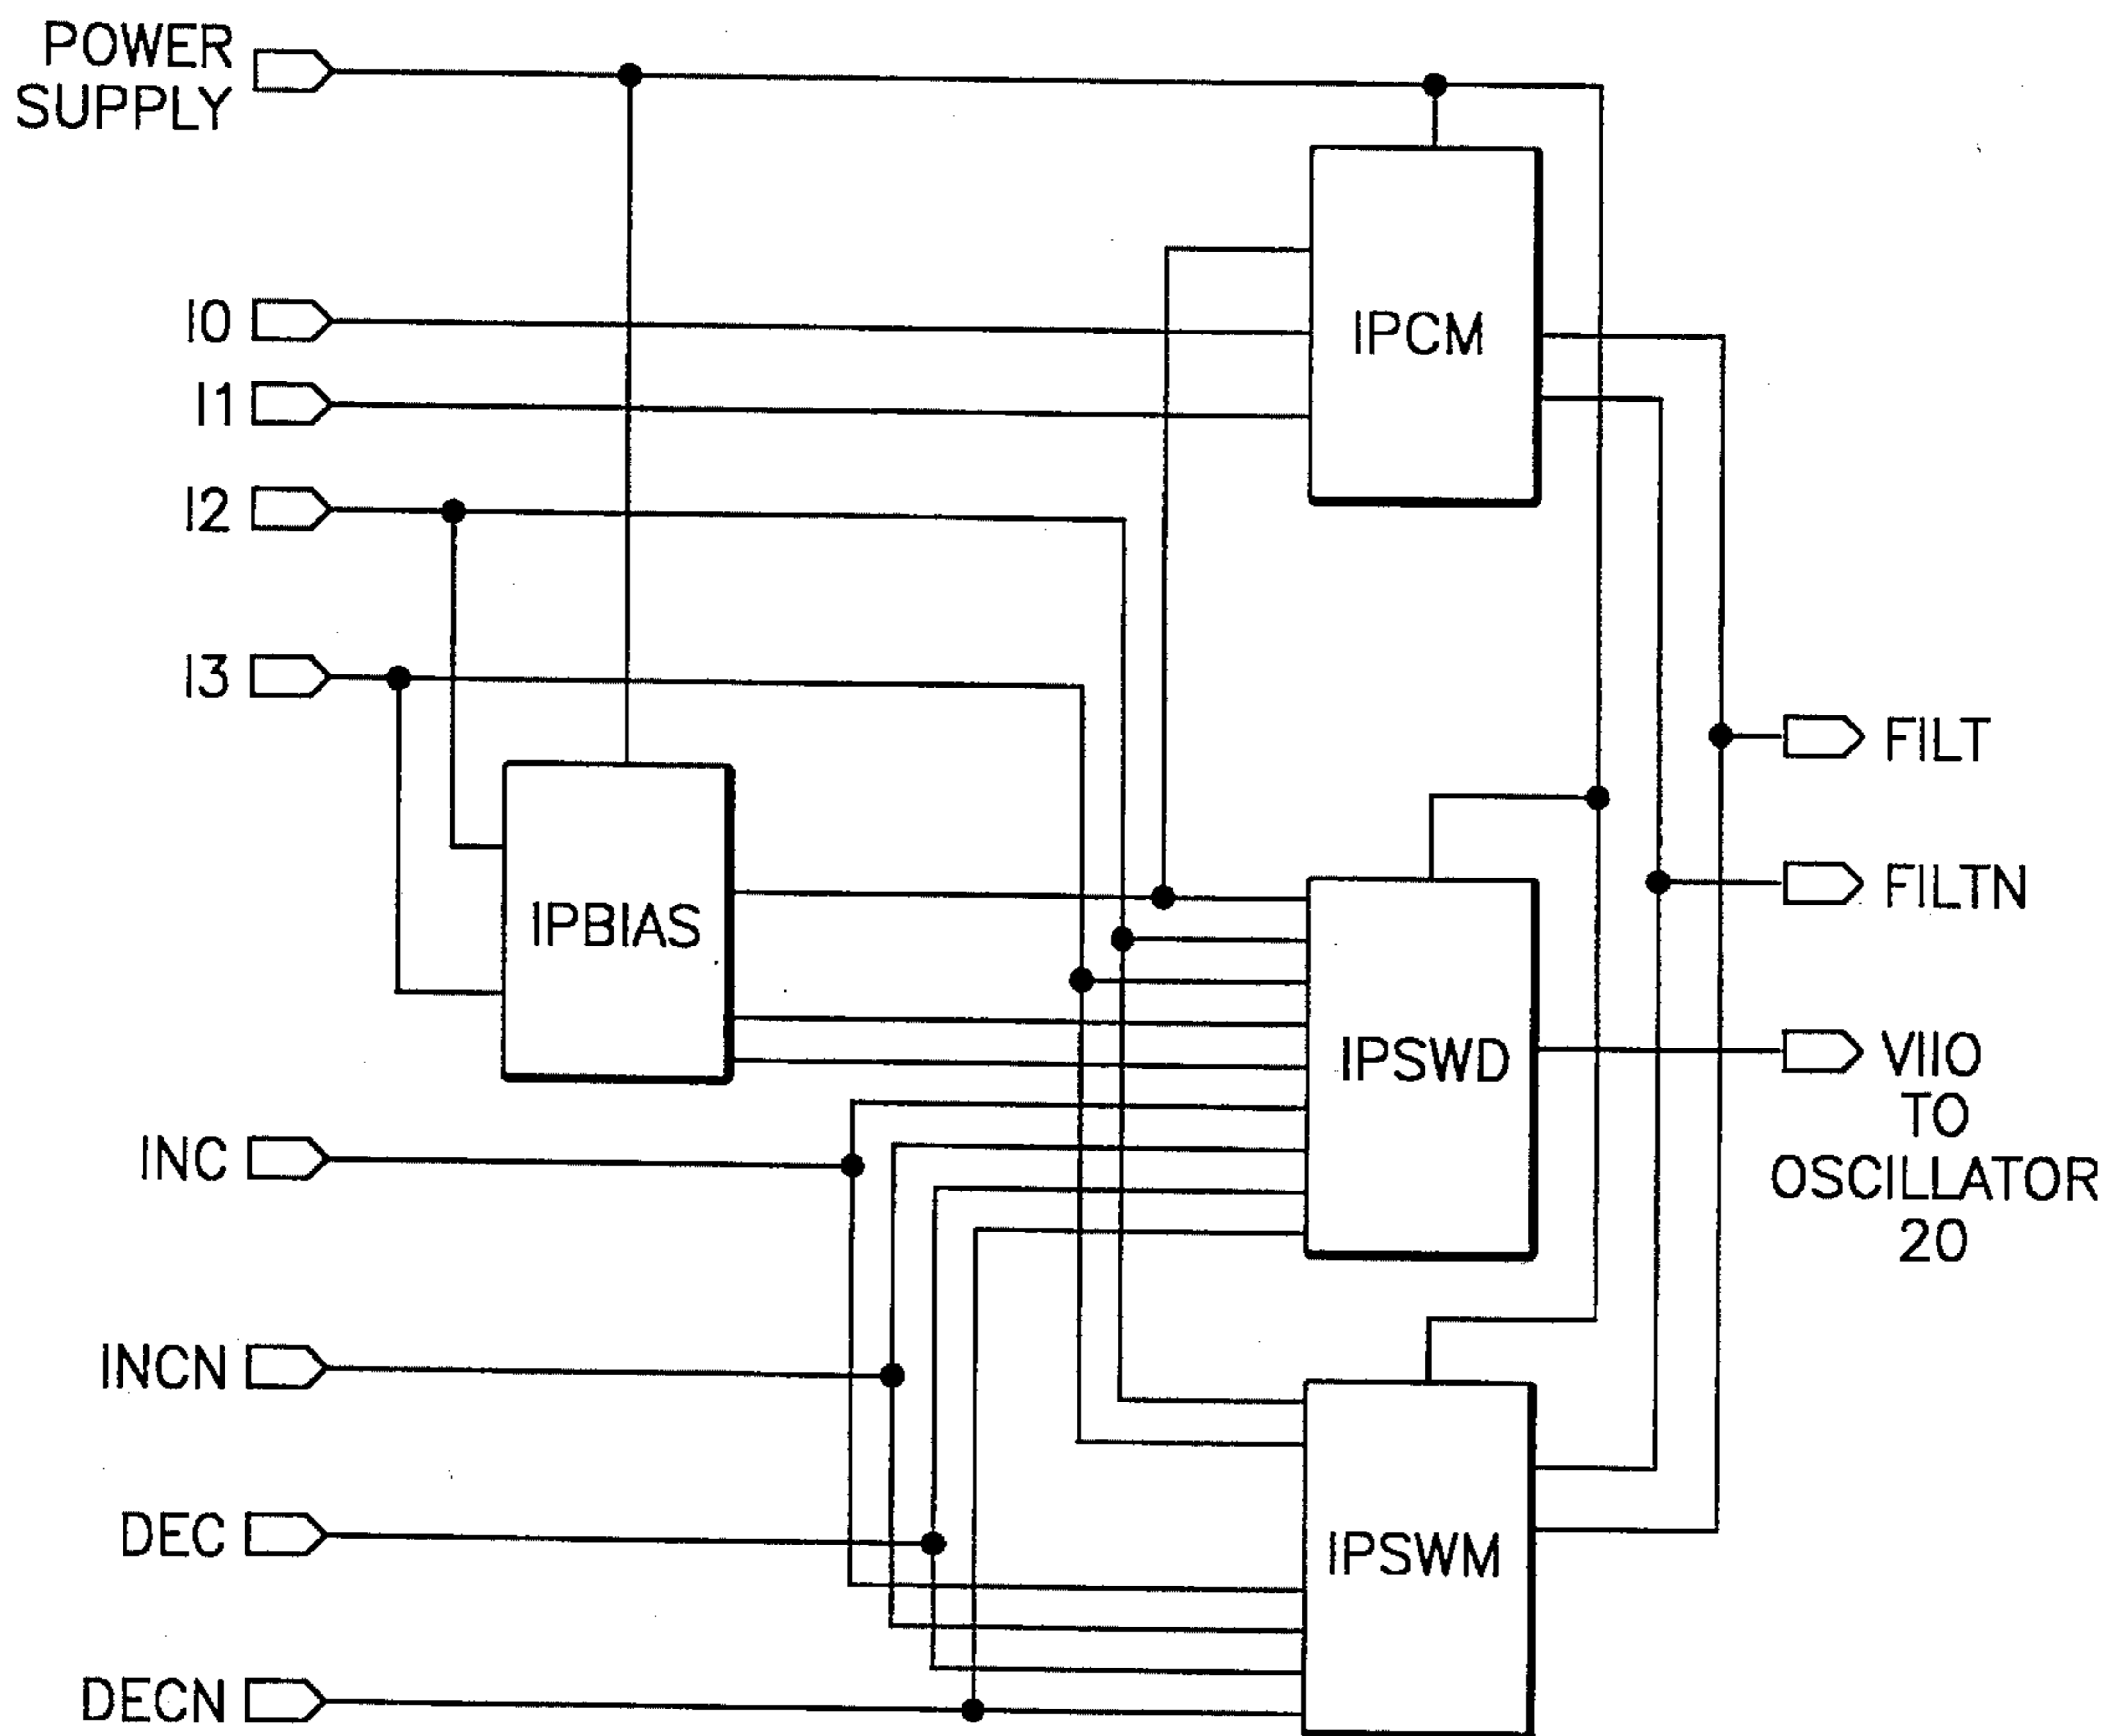 POWER
SUPPLY
I0
I1
I2
I3
INC
INCN
DEC
DECN
IPCM
IPBIAS
IPSWD
IPSWM
FILT
FILTN
VIIO
TO
OSCILLATOR
20